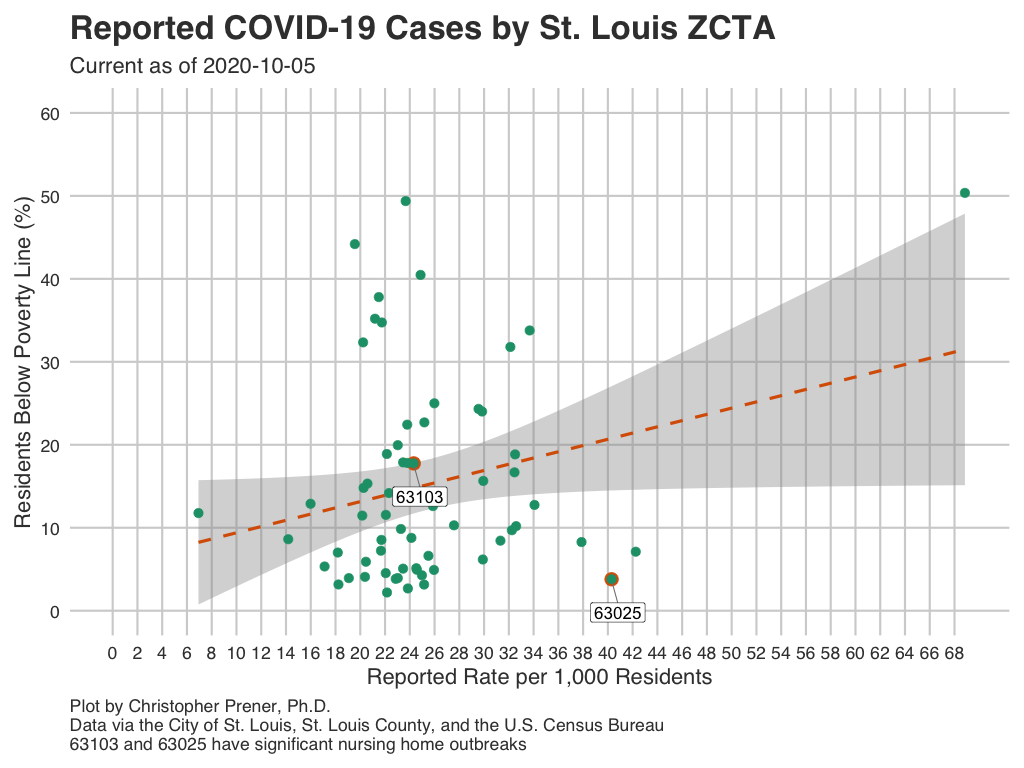 Reported COVID-19 Cases by St. Louis ZCTA
Current as of 2020-10-05
60
50
40
30
20
10
0
Residents Below Poverty Line (%)
63103
63025
0 2 4 6 8 10 12 14 16 18 20 22 24 26 28 30 32 34 36 38 40 42 44 46 48 50 52 54 56 58 60 62 64 66 68
Reported Rate per 1,000 Residents
Plot by Christopher Prener, Ph.D.
Data via the City of St. Louis, St. Louis County, and the U.S. Census Bureau
63103 and 63025 have significant nursing home outbreaks